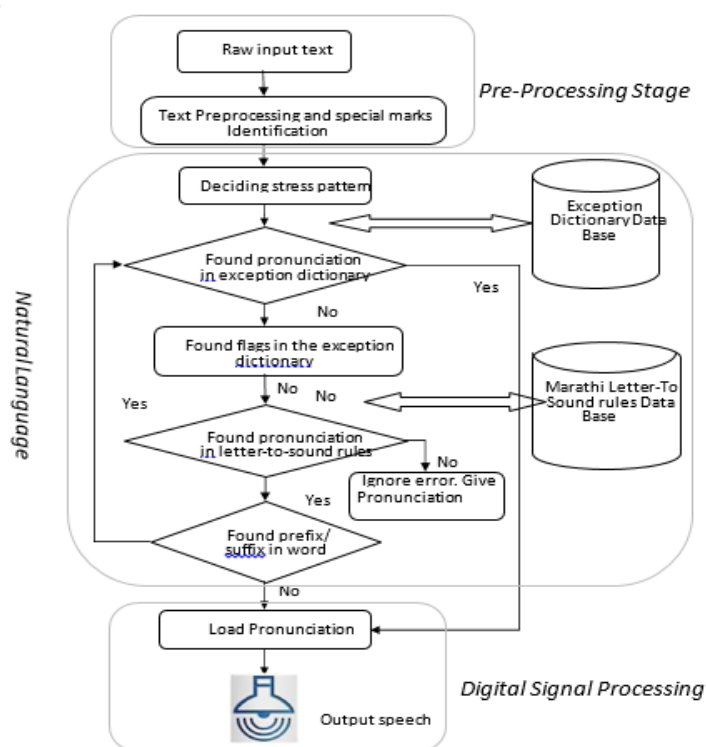 Raw input text
Pre-Processing Stage
Text Preprocessing and special marks
Identification
Deciding stress pattern
Exception
Dictionary Data
Base
Found pronunciation
in exception dictionary
Yes
No
Found flags in the exception
dictionary
Natural Language
No
No
Marathi Letter-To
Sound rules Data
Base
Yes
Found pronunciation
in letter-to-sound rules
No
Ignore error. Give
Pronunciation
Yes
Found prefix/
suffix in word
No
Load Pronunciation
Digital Signal Processing
Output speech